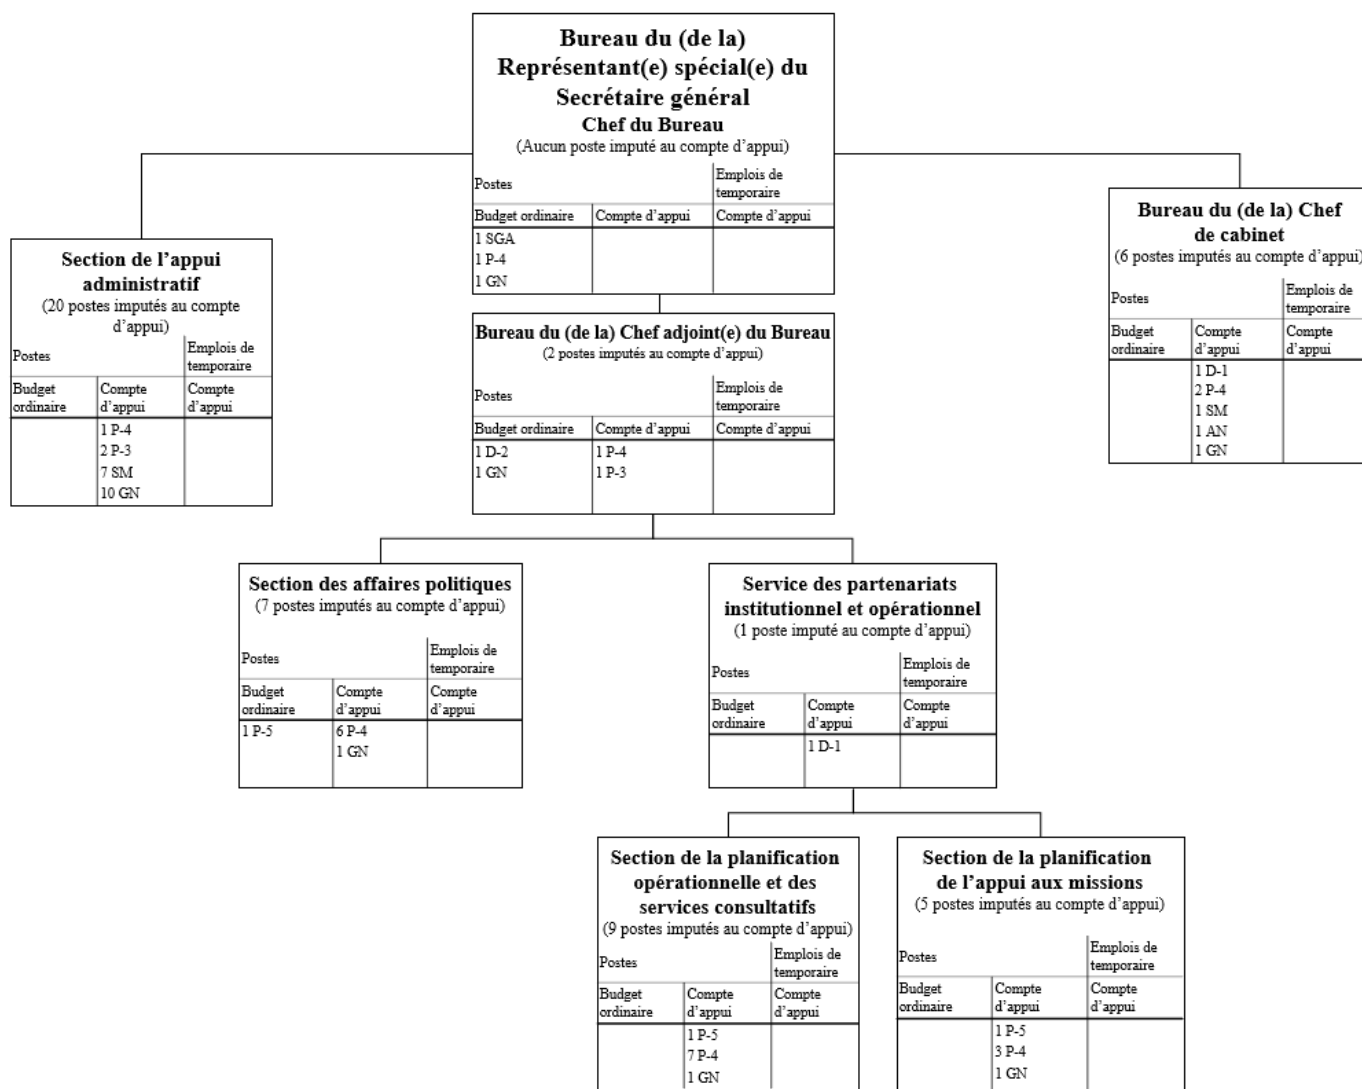 Bureau du (de la)
Représentant(e) spécial(e) du
Secrétaire général
Chef du Bureau
(Aucun poste imputé au compte d’appui)
Postes
Emplois de
temporaire
Budget ordinaire
Compte d’appui
Compte d’appui
1 SGA
1 P-4
1 GN
Section de l’appui
administratif
(20 postes imputés au compte
d’appui)
Postes
Emplois de
temporaire
Budget
ordinaire
Compte
d’appui
Compte
d’appui
1 P-4
2 P-3
7 SM
10 GN
Bureau du (de la) Chef adjoint(e) du Bureau
(2 postes imputés au compte d’appui)
Postes
Emplois de
temporaire
Budget ordinaire
Compte d’appui
Compte d’appui
1 D-2
1 GN
1 P-4
1 P-3
Bureau du (de la) Chef
de cabinet
(6 postes imputés au compte d’appui)
Postes
Emplois de
temporaire
Budget
ordinaire
Compte
d’appui
Compte
d’appui
1 D-1
2 P-4
1 SM
1 AN
1 GN
Section des affaires politiques
(7 postes imputés au compte d’appui)
Postes
Emplois de
temporaire
Budget
ordinaire
Compte
d’appui
Compte
d’appui
1 P-5
6 P-4
1 GN
Service des partenariats
institutionnel et opérationnel
(1 poste imputé au compte d’appui)
Postes
Emplois de
temporaire
Budget
ordinaire
Compte
d’appui
Compte
d’appui
1 D-1
Section de la planification
opérationnelle et des
services consultatifs
(9 postes imputés au compte d’appui)
Postes
Emplois de
temporaire
Budget
ordinaire
Compte
d’appui
Compte
d’appui
1 P-5
7 P-4
1 GN
Section de la planification
de l’appui aux missions
(5 postes imputés au compte d’appui)
Postes
Emplois de
temporaire
Budget
ordinaire
Compte
d’appui
Compte
d’appui
1 P-5
3 P-4
1 GN